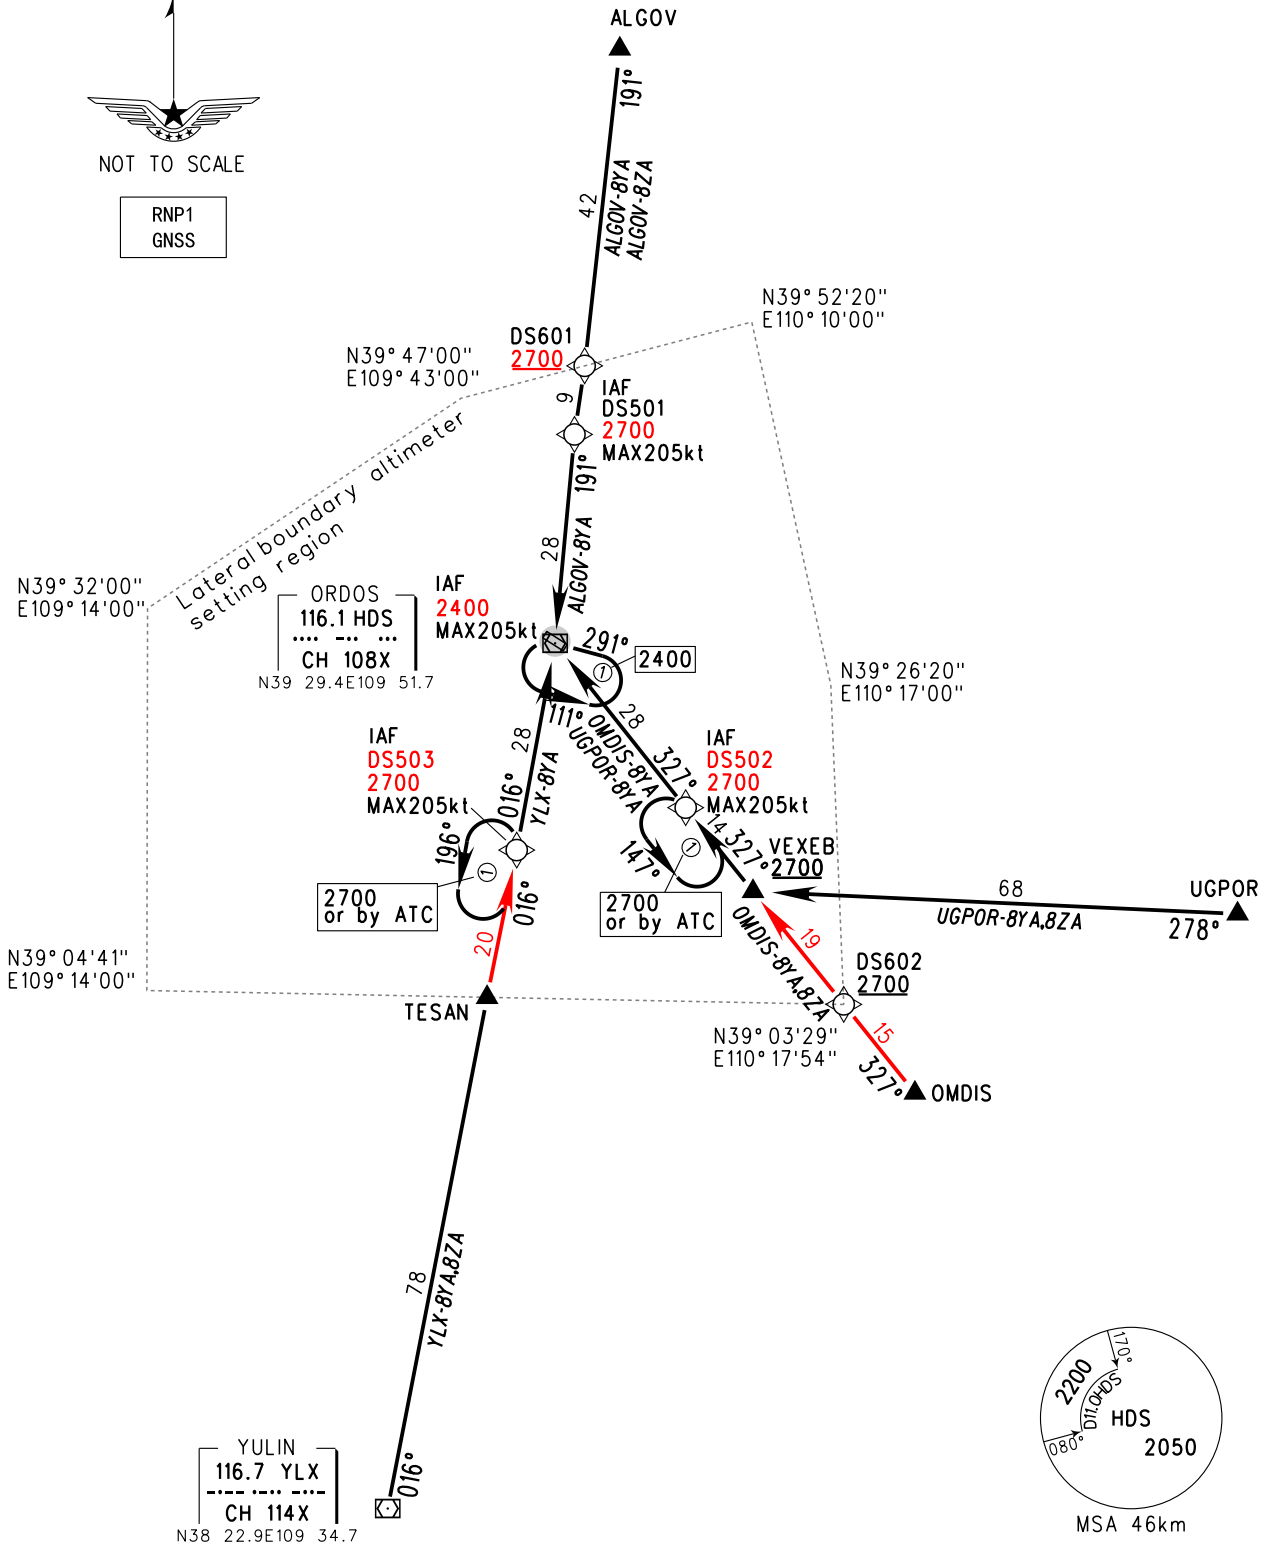 ALGOV
191°
NOT TO SCALE
RNP1
GNSS
42
ALGOV-8YA
ALGOV-8ZA
N39°52'20"
E110°10'00"
DS601
2700
N39°47'00"
E109°43'00"
9
IAF
DS501
2700
MAX205kt
191°
Lateral boundary altimeter
setting region
28
ALGOV-8YA
N39°32'00"
E109°14'00"
ORDOS
116.1 HDS
.... -.. ...
CH 108X
N39 29.4E109 51.7
IAF
2400
MAX205kt
291°
1
2400
N39°26'20"
E110°17'00"
111°
28
OMDIS-8YA
UGPOR-8YA
327°
28
YLX-8YA
016°
IAF
DS503
2700
MAX205kt
IAF
DS502
2700
MAX205kt
196°
1
2700
or by ATC
016°
147°
1
2700
or by ATC
14
327°
VEXEB
2700
68
UGPOR-8YA,8ZA
UGPOR
278°
20
19
OMDIS-8YA,8ZA
DS602
2700
N39°04'41"
E109°14'00"
TESAN
N39°03'29"
E110°17'54"
15
327°
OMDIS
78
YLX-8YA,8ZA
016°
YULIN
116.7 YLX
-.-- .-.. -..-
CH 114X
N38 22.9E109 34.7
170°
2200
D11.0HDS
HDS
080°
2050
MSA 46km